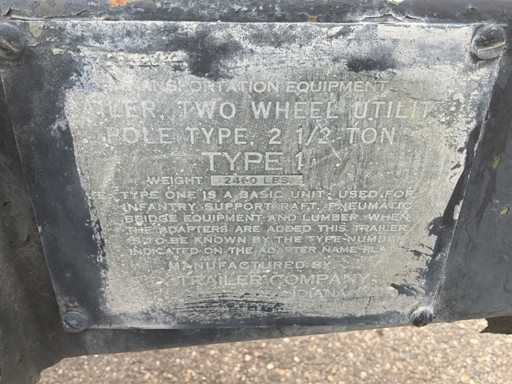 TRANSPORTATION EQUIPMENT
TRAILER, TWO WHEEL UTILITY
POLE TYPE, 2 1/2 TON
TYPE 1
WEIGHT 2460 LBS.
TYPE ONE IS A BASIC UNIT; USED FOR
INFANTRY SUPPORT RAFT, PNEUMATIC
BRIDGE EQUIPMENT AND LUMBER. WHEN
THE ADAPTERS ARE ADDED THIS TRAILER
IS TO BE KNOWN BY THE TYPE NUMBER
INDICATED ON THE ADAPTER NAME PLA
MANUFACTURED BY
TRAILER COMPANY